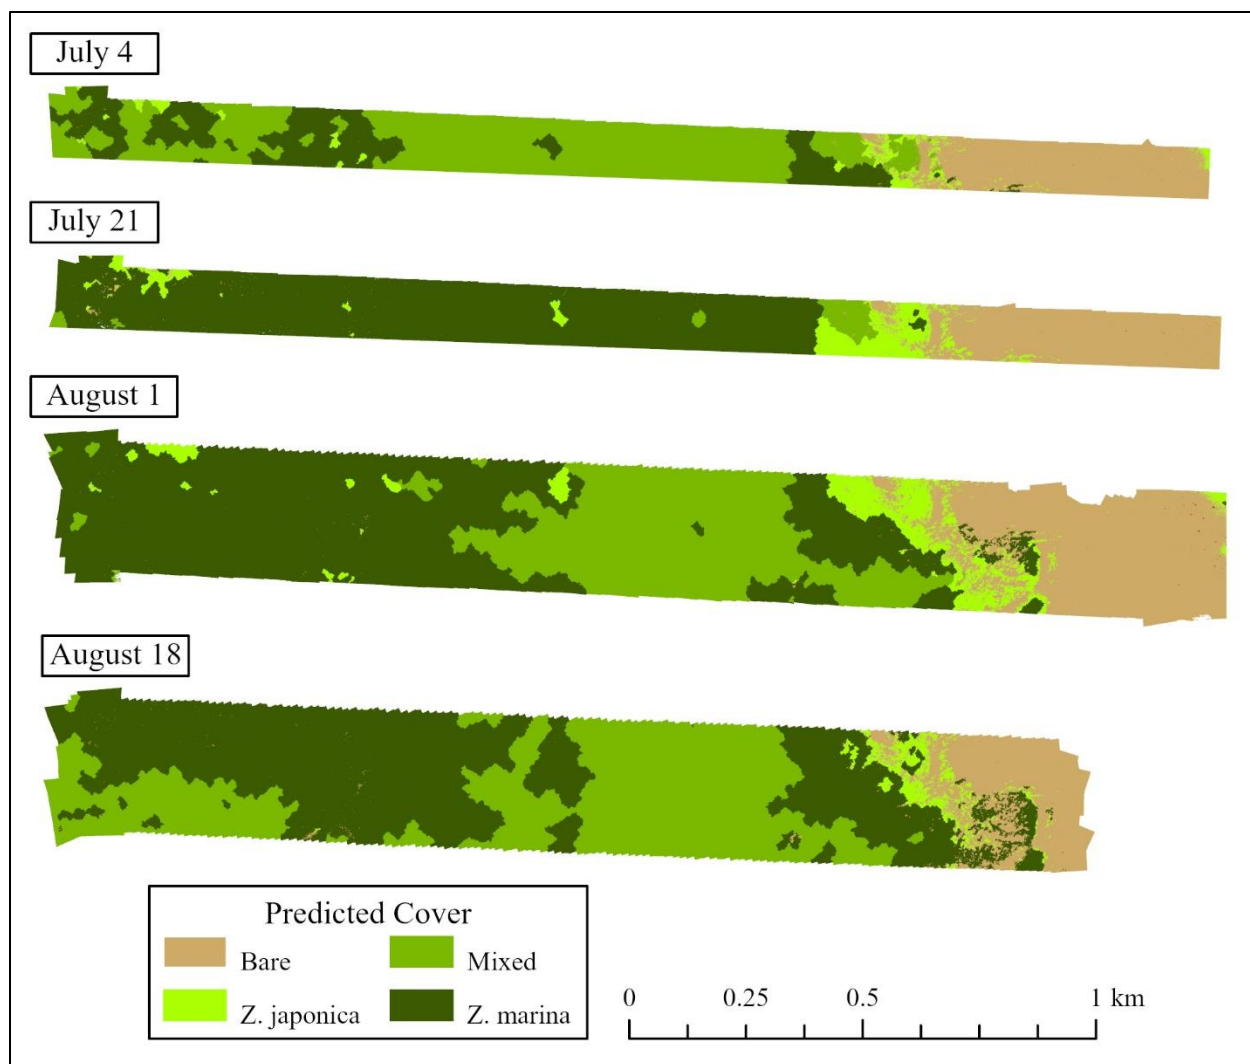 July 4
July 21
August 1
August 18
Predicted Cover
Bare
Mixed
Z. japonica
Z. marina
0 0.25 0.5 1 km